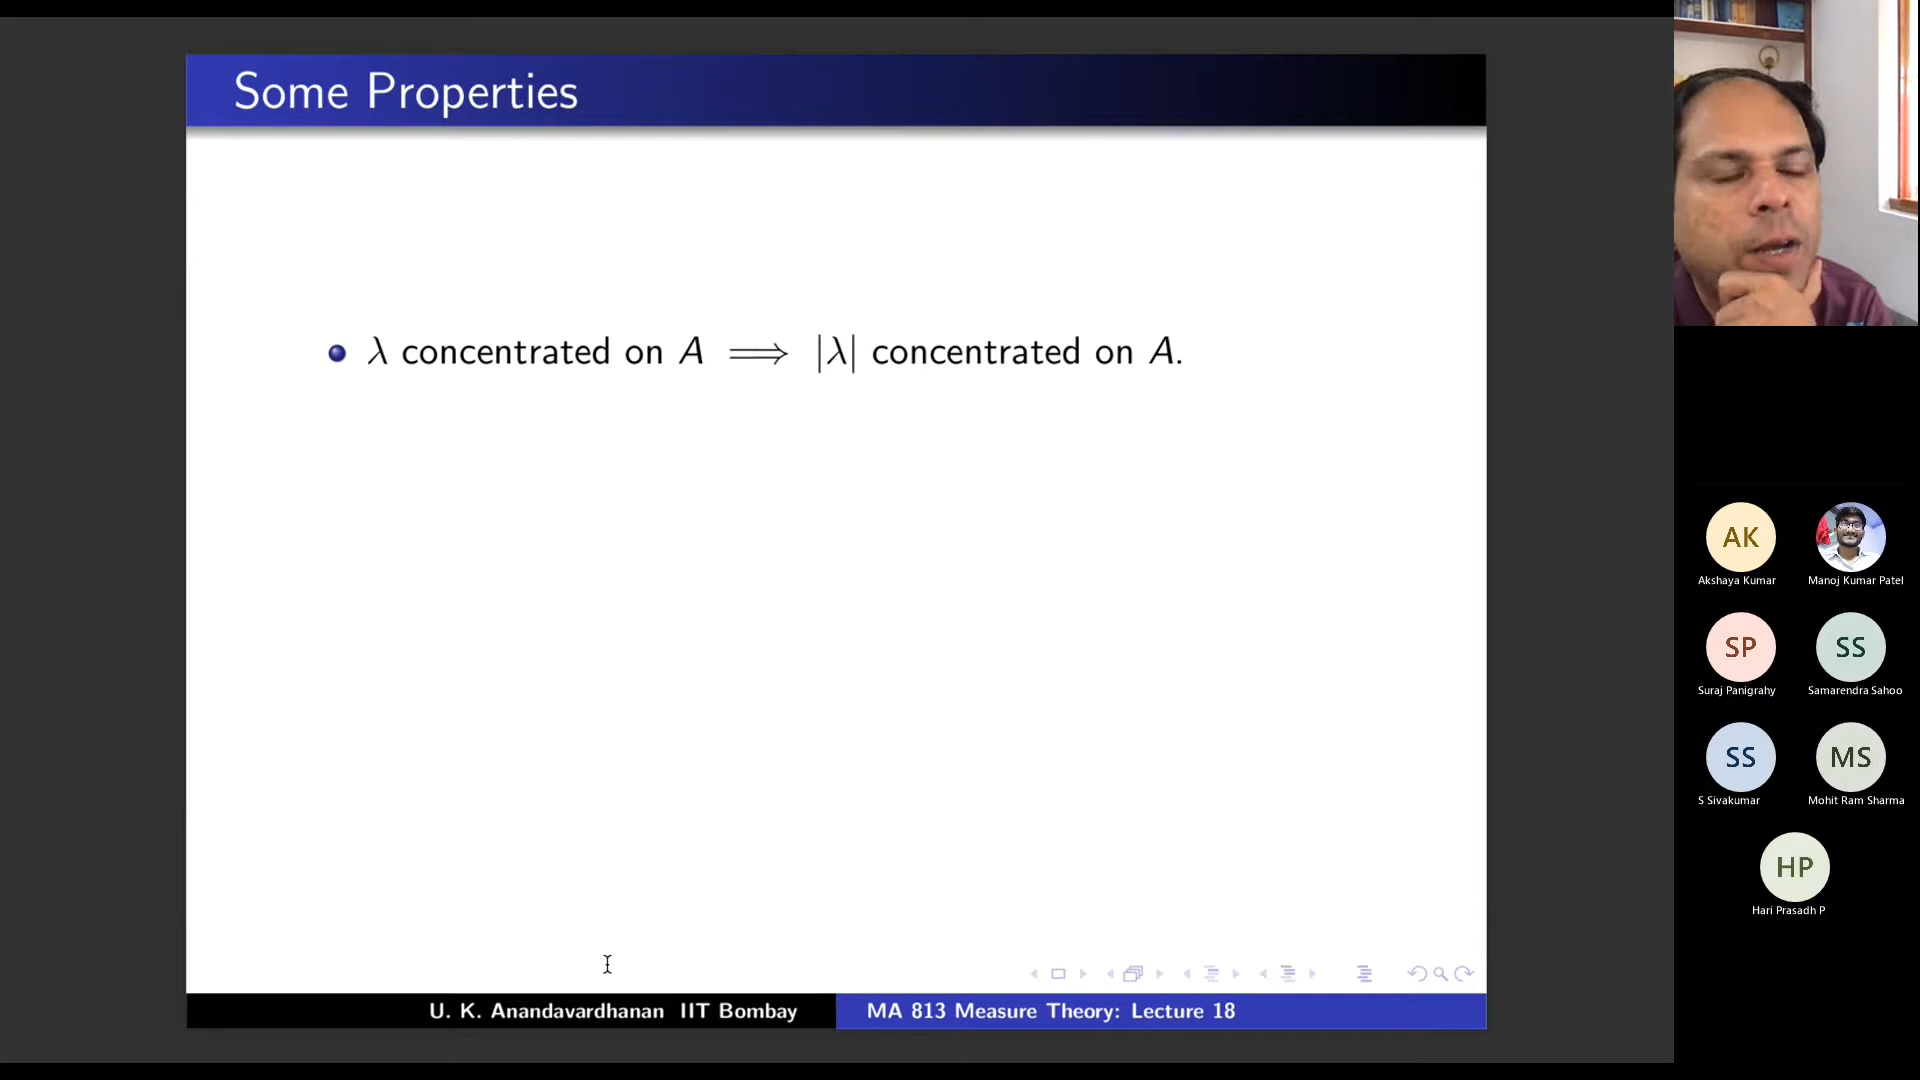 Some Properties
λ concentrated on A ⟹ |λ| concentrated on A.
U. K. Anandavardhanan IIT Bombay
MA 813 Measure Theory: Lecture 18
AK
Akshaya Kumar
Manoj Kumar Patel
SP
Suraj Panigrahy
SS
Samarendra Sahoo
SS
S Sivakumar
MS
Mohit Ram Sharma
HP
Hari Prasadh P